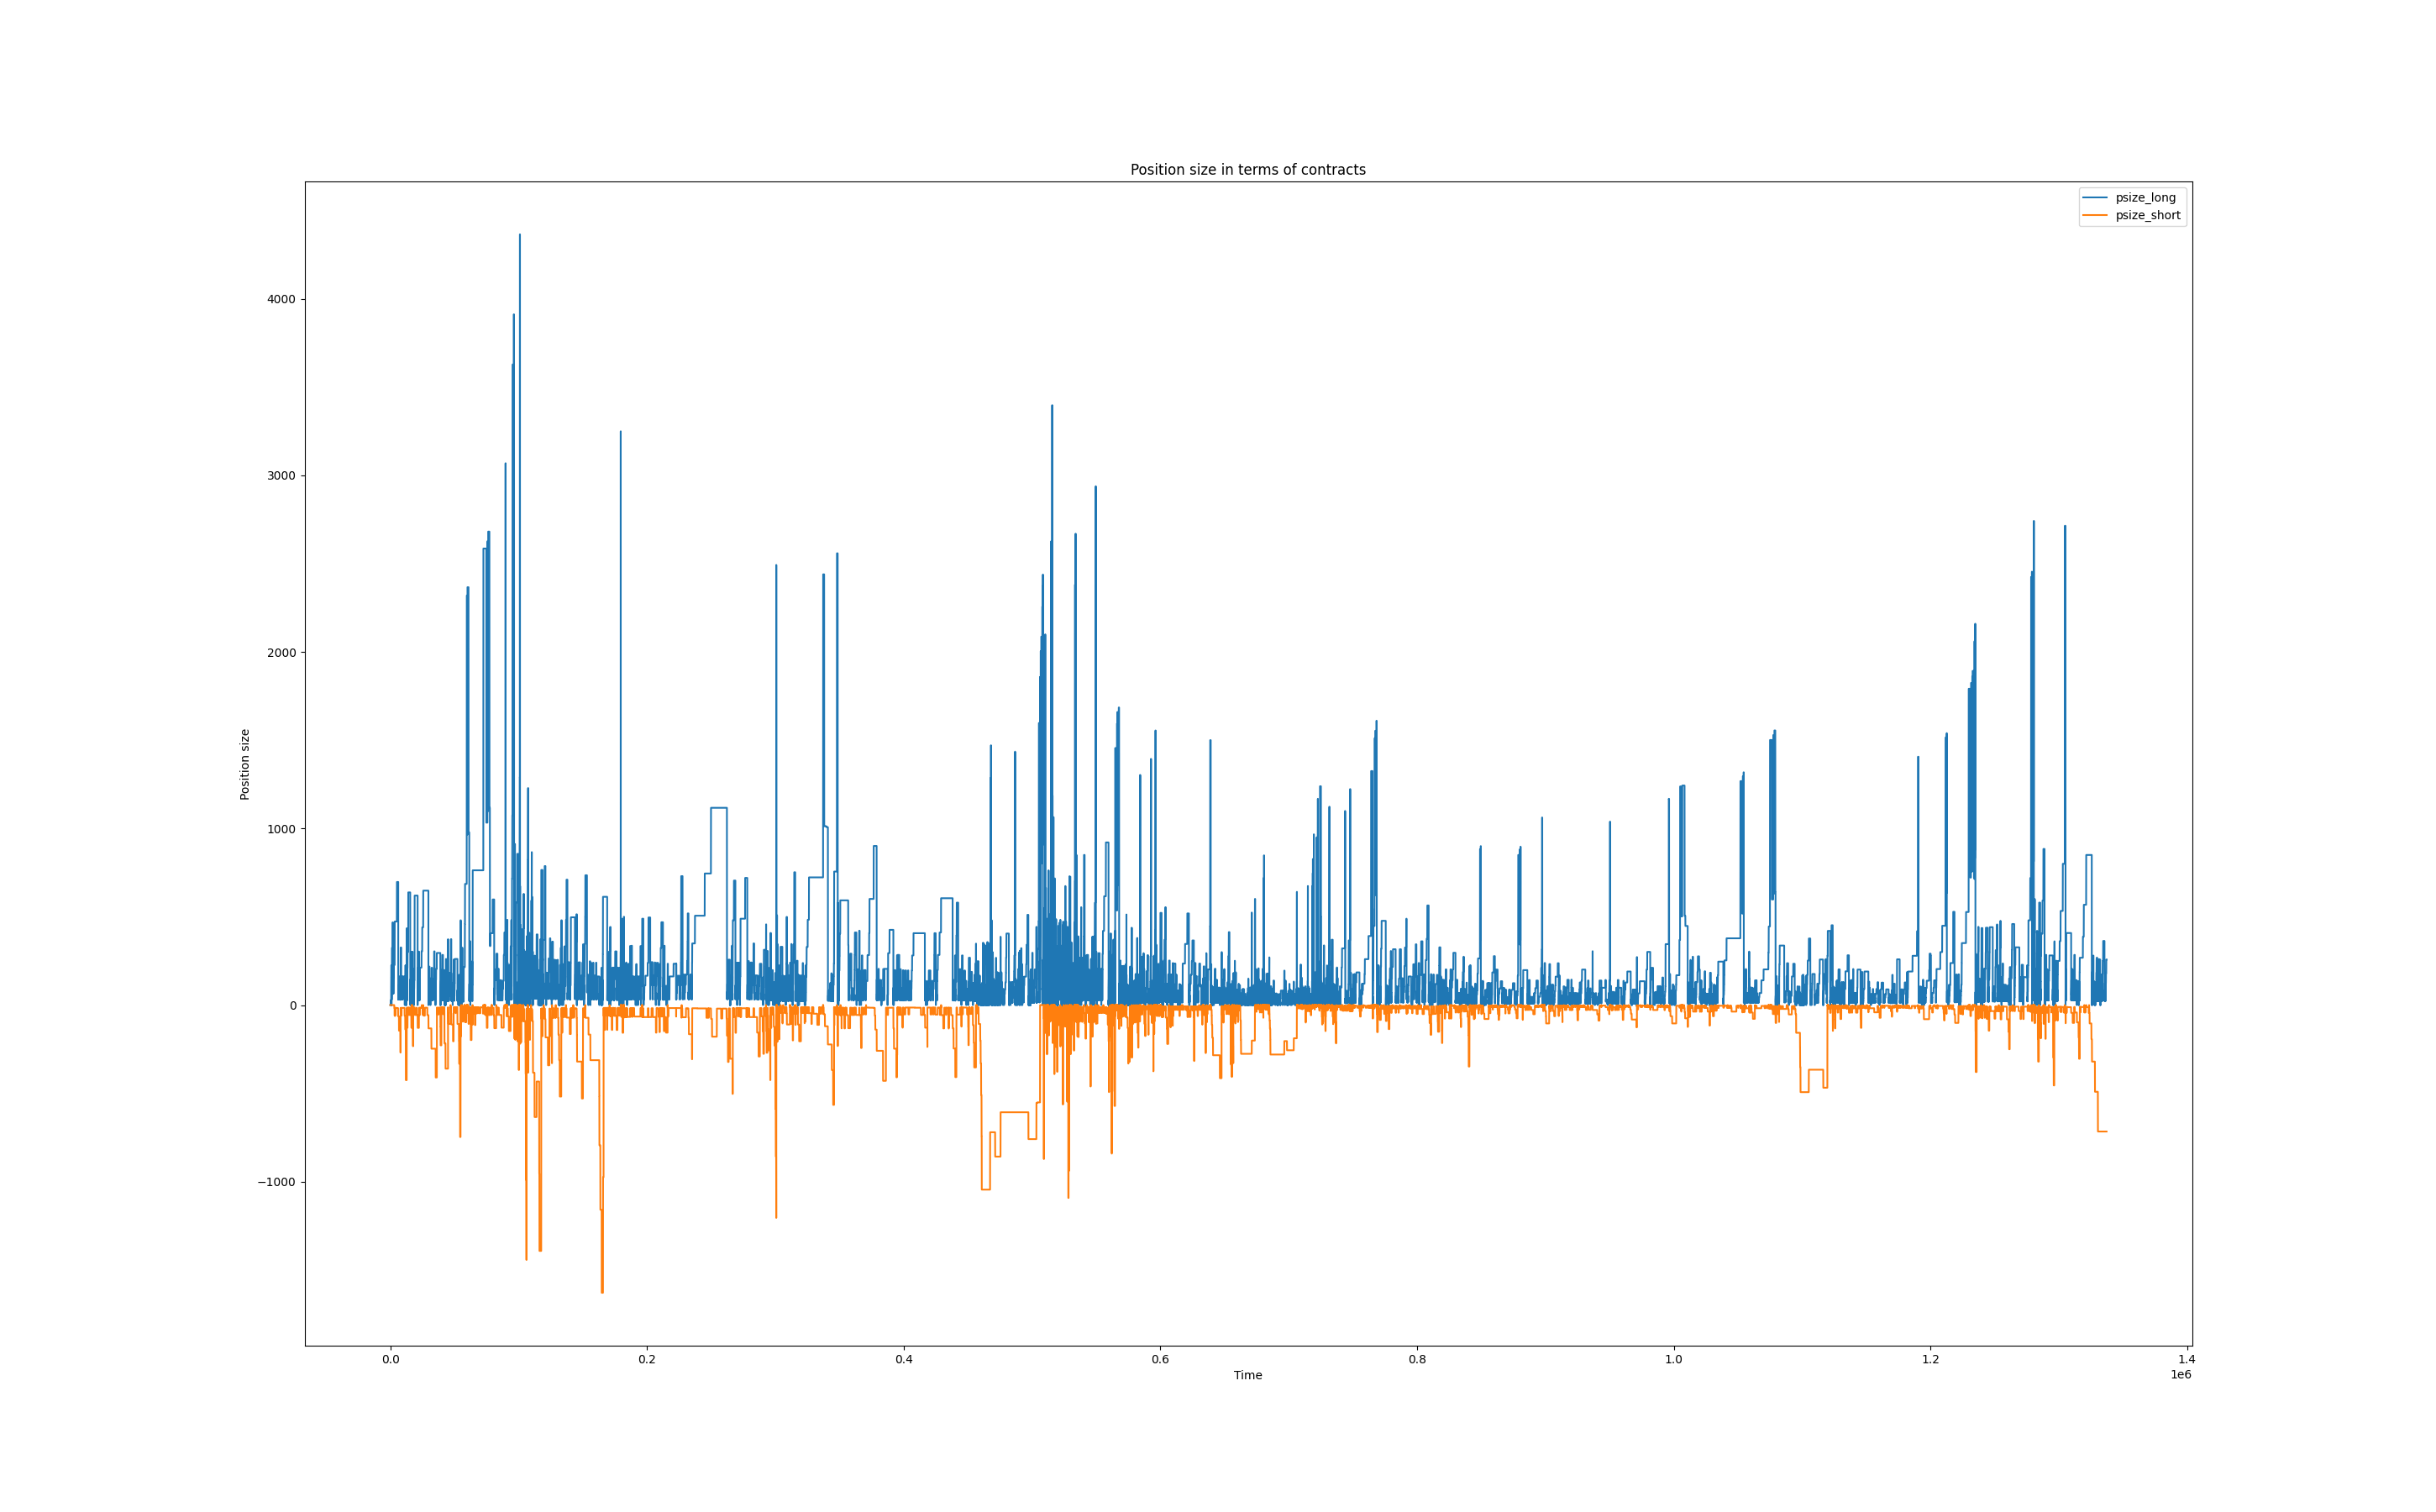 Position size in terms of contracts
psize_long
psize_short
4000
3000
2000
1000
0
−1000
Position size
0.0 0.2 0.4 0.6 0.8 1.0 1.2 1.4
1e6
Time